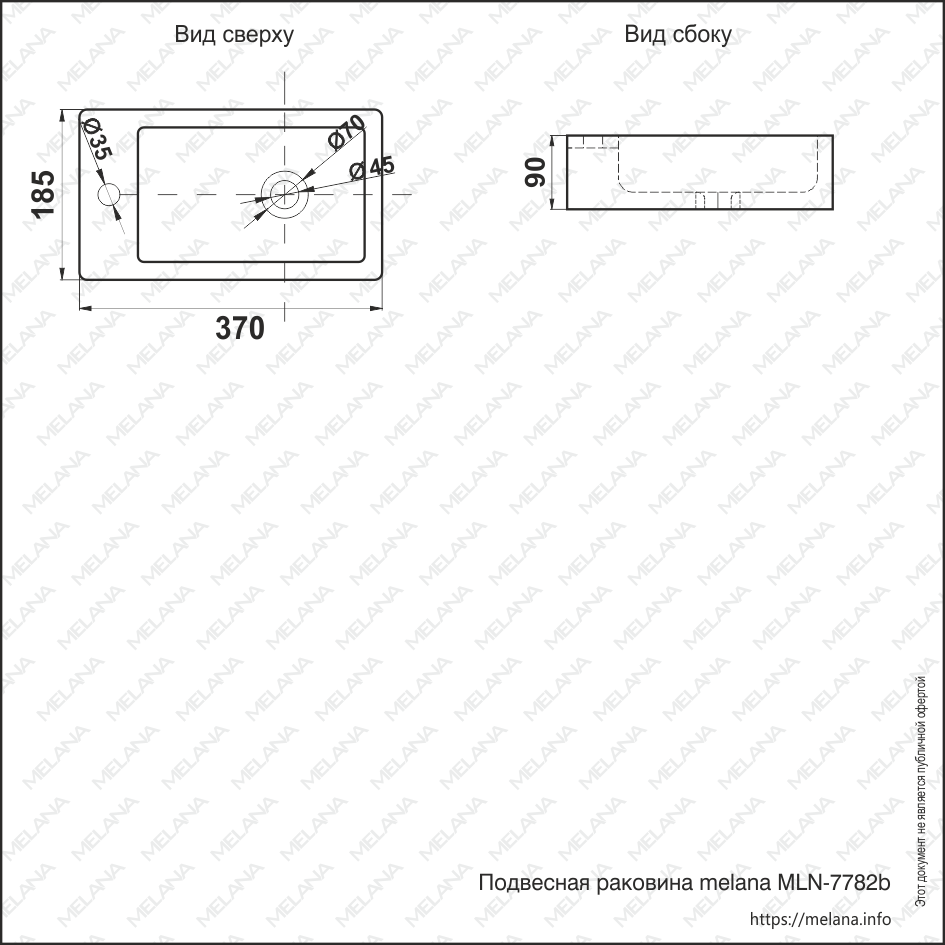 Вид сверху
Вид сбоку
Ø35
Ø70
Ø 45
185
370
90
Этот документ не является публичной офертой
Подвесная раковина melana MLN-7782b
https://melana.info
MELANA